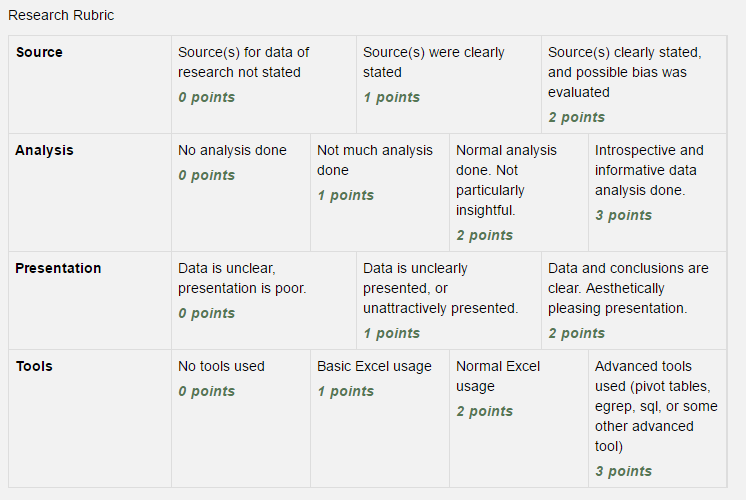 Research Rubric
Source
Source(s) for data of
research not stated
0 points
Source(s) were clearly
stated
1 points
Source(s) clearly stated,
and possible bias was
evaluated
2 points
Analysis
No analysis done
0 points
Not much analysis
done
1 points
Normal analysis
done. Not
particularly
insightful.
2 points
Introspective and
informative data
analysis done.
3 points
Presentation
Data is unclear,
presentation is poor.
0 points
Data is unclearly
presented, or
unattractively presented.
1 points
Data and conclusions are
clear. Aesthetically
pleasing presentation.
2 points
Tools
No tools used
0 points
Basic Excel usage
1 points
Normal Excel
usage
2 points
Advanced tools
used (pivot tables,
egrep, sql, or some
other advanced
tool)
3 points